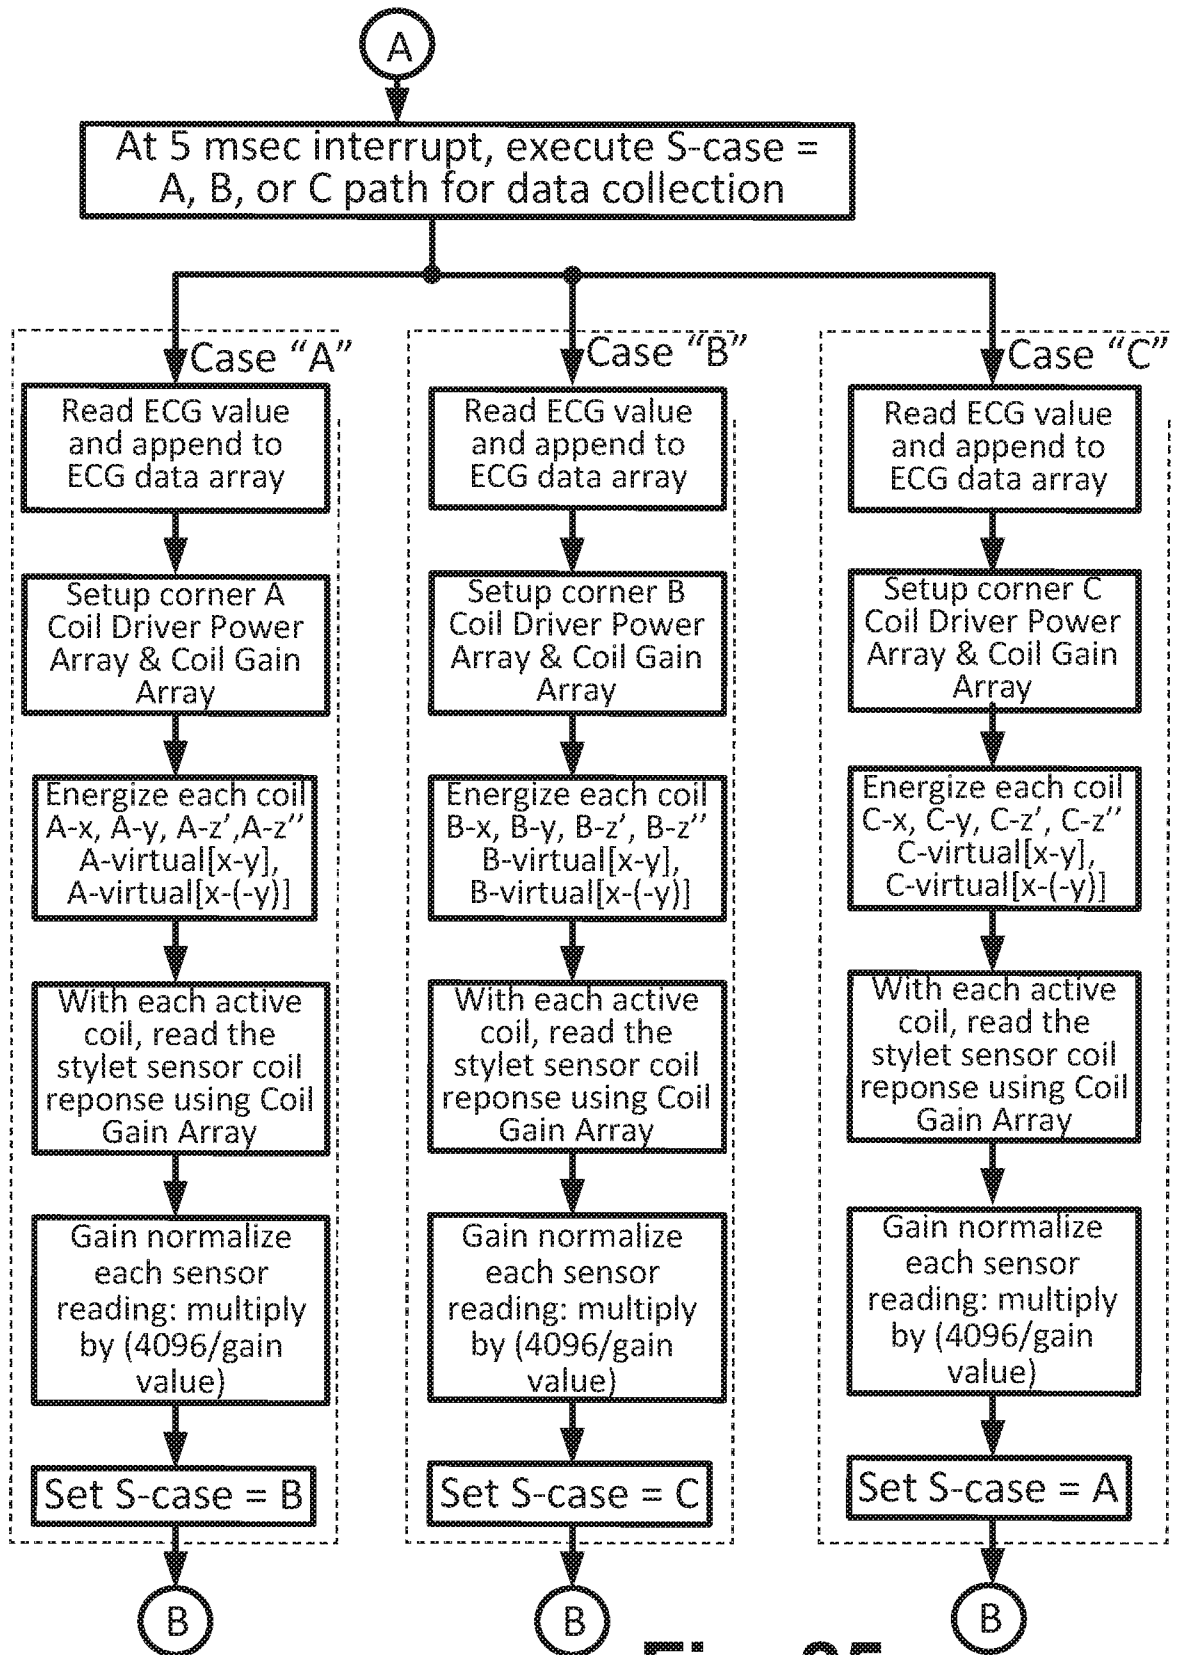 A
At 5 msec interrupt, execute S-case =
A, B, or C path for data collection
Case “A”
Read ECG value
and append to
ECG data array
Setup corner A
Coil Driver Power
Array & Coil Gain
Array
Energize each coil
A-x, A-y, A-z',A-z''
A-virtual[x-y],
A-virtual[x-(-y)]
With each active
coil, read the
stylet sensor coil
reponse using Coil
Gain Array
Gain normalize
each sensor
reading: multiply
by (4096/gain
value)
Set S-case = B
B
Case “B”
Read ECG value
and append to
ECG data array
Setup corner B
Coil Driver Power
Array & Coil Gain
Array
Energize each coil
B-x, B-y, B-z', B-z''
B-virtual[x-y],
B-virtual[x-(-y)]
With each active
coil, read the
stylet sensor coil
reponse using Coil
Gain Array
Gain normalize
each sensor
reading: multiply
by (4096/gain
value)
Set S-case = C
B
Case “C”
Read ECG value
and append to
ECG data array
Setup corner C
Coil Driver Power
Array & Coil Gain
Array
Energize each coil
C-x, C-y, C-z', C-z''
C-virtual[x-y],
C-virtual[x-(-y)]
With each active
coil, read the
stylet sensor coil
reponse using Coil
Gain Array
Gain normalize
each sensor
reading: multiply
by (4096/gain
value)
Set S-case = A
B